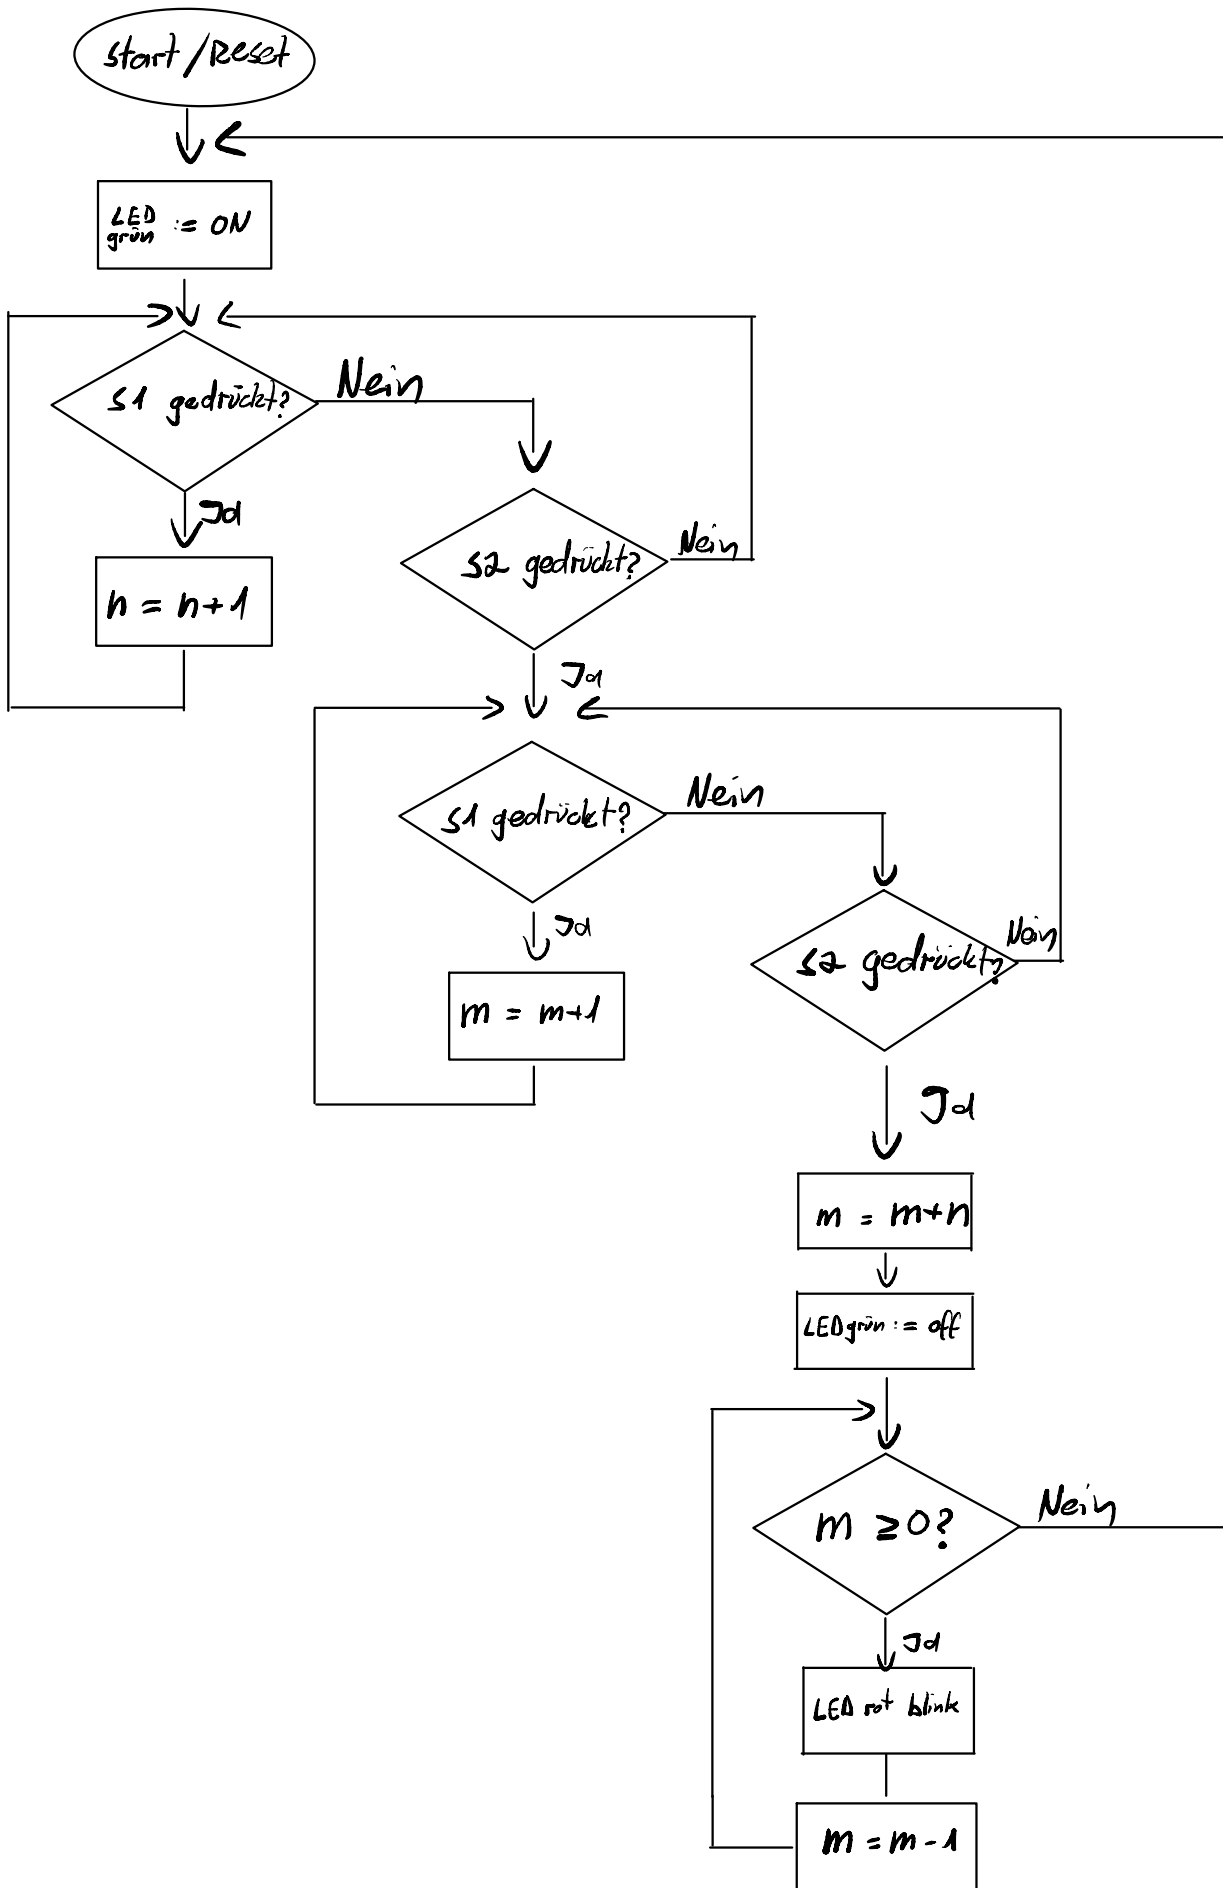 Start/Reset
LED
grün := ON
S1 gedrückt?
Nein
Ja
n = n+1
S2 gedrückt?
Nein
Ja
S1 gedrückt?
Nein
Ja
m = m+1
S2 gedrückt?
Nein
Ja
m = m+n
LED grün := off
m ≥ 0?
Nein
Ja
LED rot blink
m = m-1